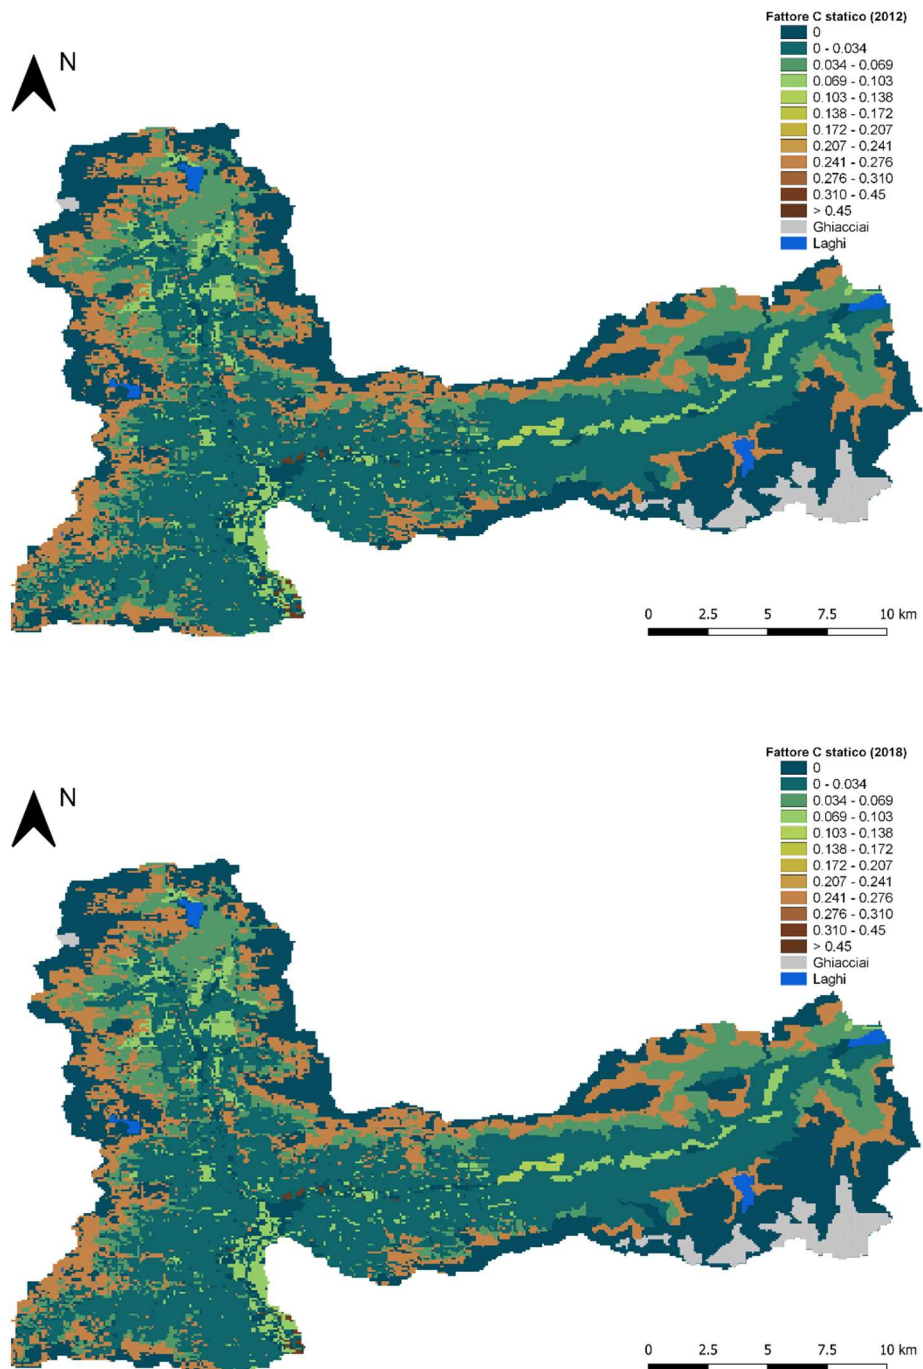 Fattore C statico (2012)
0
0 - 0.034
0.034 - 0.069
0.069 - 0.103
0.103 - 0.138
0.138 - 0.172
0.172 - 0.207
0.207 - 0.241
0.241 - 0.276
0.276 - 0.310
0.310 - 0.45
> 0.45
Ghiacciai
Laghi
N
0 2.5 5 7.5 10 km
Fattore C statico (2018)
0
0 - 0.034
0.034 - 0.069
0.069 - 0.103
0.103 - 0.138
0.138 - 0.172
0.172 - 0.207
0.207 - 0.241
0.241 - 0.276
0.276 - 0.310
0.310 - 0.45
> 0.45
Ghiacciai
Laghi
N
0 2.5 5 7.5 10 km